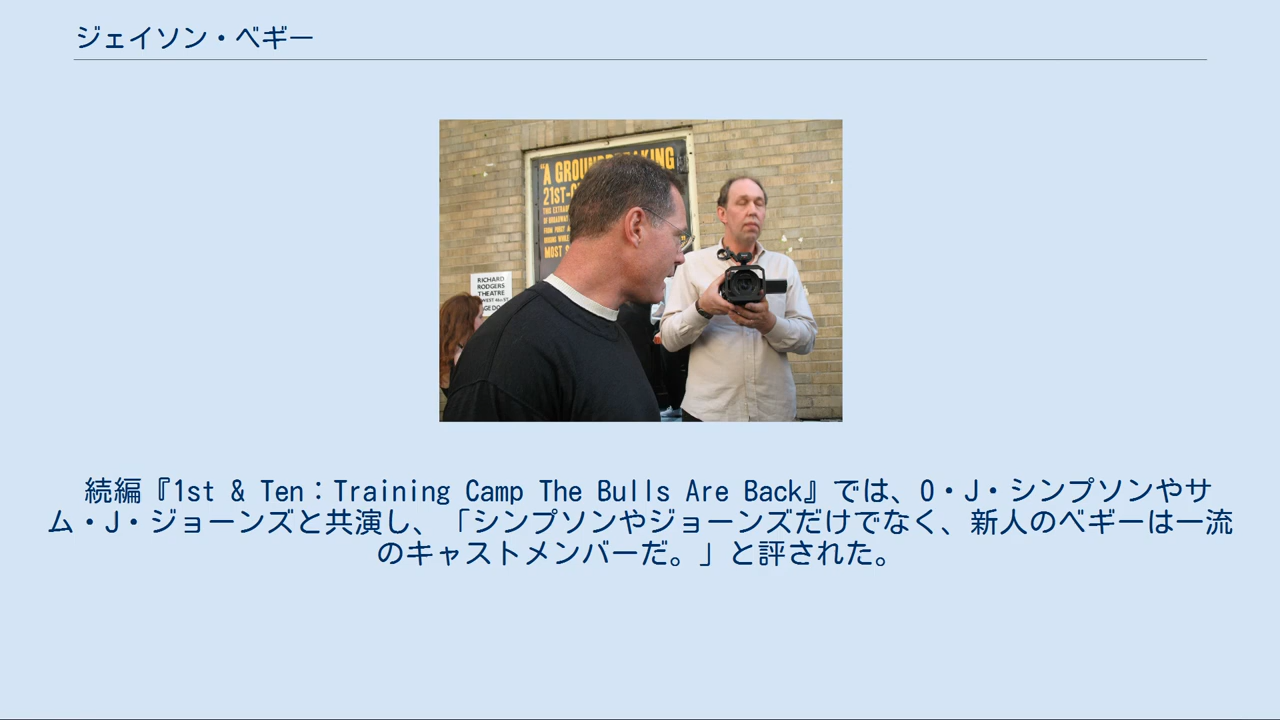 ジェイソン・ベギー
"A GROUNDBREAKING
21ST-C
MOST S
RICHARD
RODGERS
THEATRE
WEST 46th ST.
続編『1st & Ten：Training Camp The Bulls Are Back』では、O・J・シンプソンやサ
ム・J・ジョーンズと共演し、「シンプソンやジョーンズだけでなく、新人のベギーは一流
のキャストメンバーだ。」と評された。